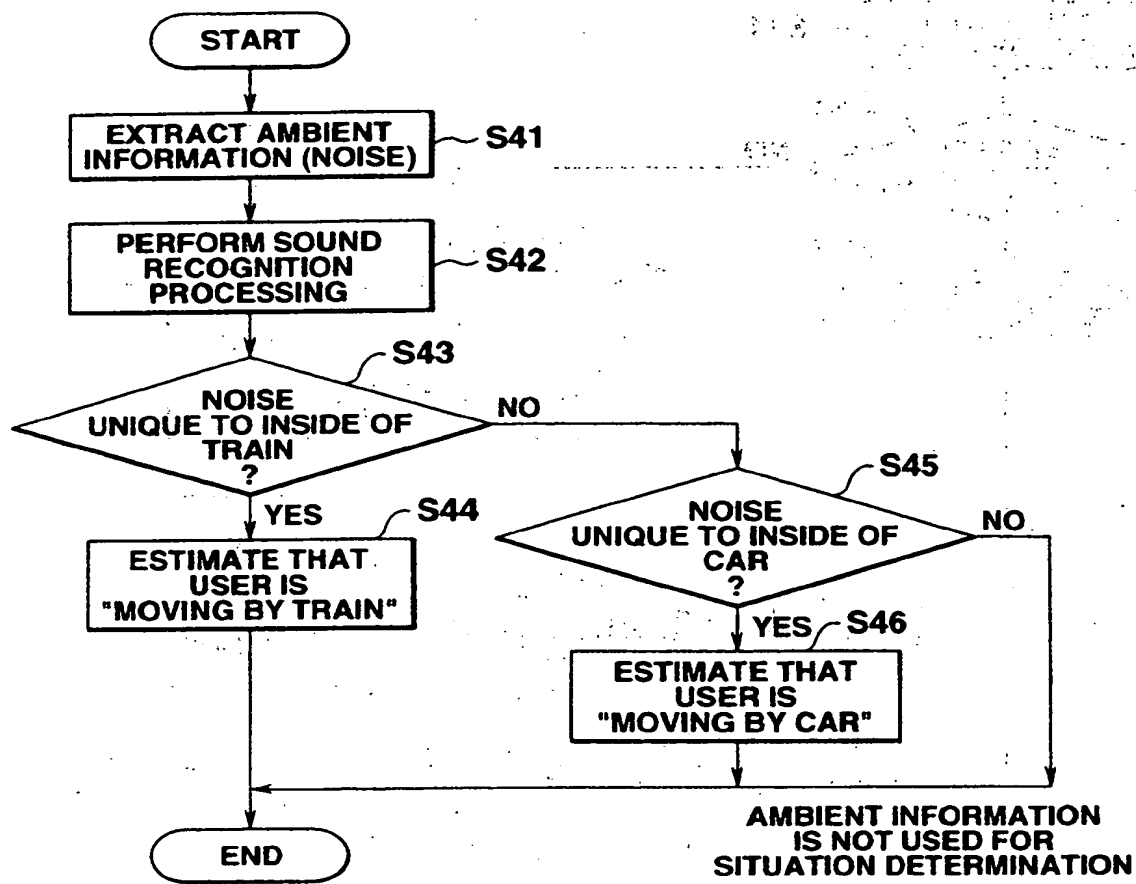 START
EXTRACT AMBIENT
INFORMATION (NOISE)
S41
PERFORM SOUND
RECOGNITION
PROCESSING
S42
S43
NOISE
UNIQUE TO INSIDE OF
TRAIN
?
NO
YES
S44
ESTIMATE THAT
USER IS
"MOVING BY TRAIN"
S45
NOISE
UNIQUE TO INSIDE OF
CAR
?
NO
YES
S46
ESTIMATE THAT
USER IS
"MOVING BY CAR"
AMBIENT INFORMATION
IS NOT USED FOR
SITUATION DETERMINATION
END